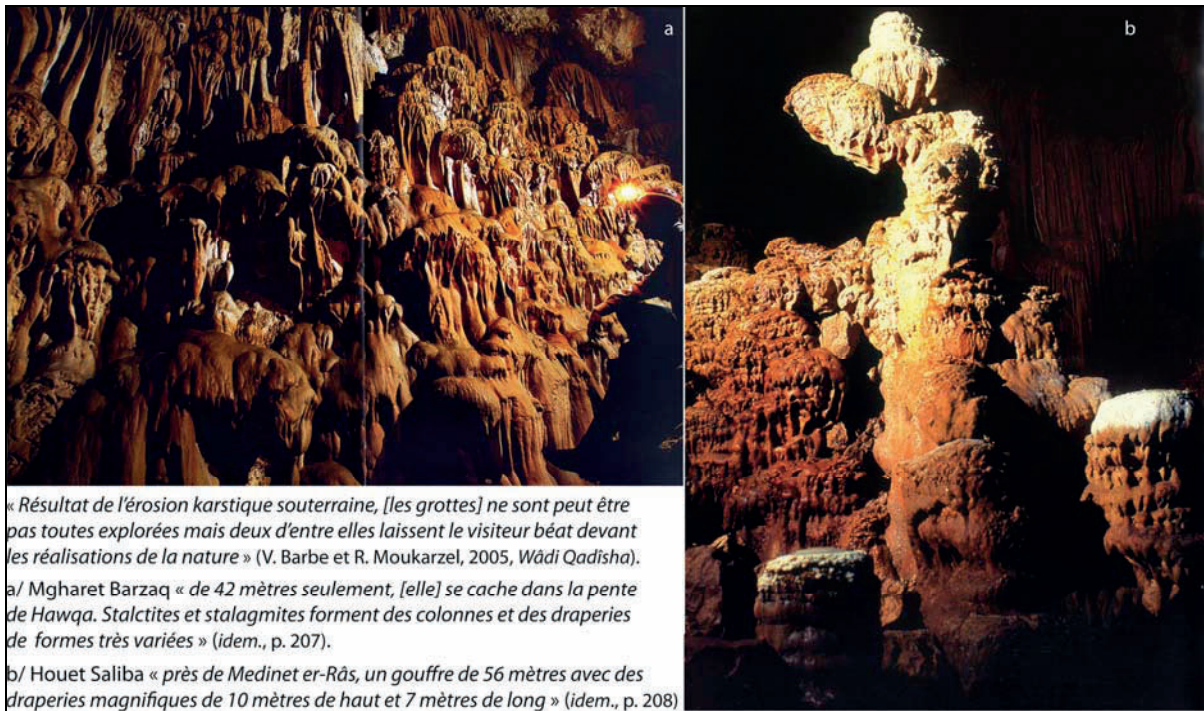 a
b
« Résultat de l’érosion karstique souterraine, [les grottes] ne sont peut être
pas toutes explorées mais deux d’entre elles laissent le visiteur béat devant
les réalisations de la nature » (V. Barbe et R. Moukarzel, 2005, Wâdi Qadîsha).
a/ Mgharet Barzaq « de 42 mètres seulement, [elle] se cache dans la pente
de Hawqa. Stalctites et stalagmites forment des colonnes et des draperies
de formes très variées » (idem., p. 207).
b/ Houet Saliba « près de Medinet er-Râs, un gouffre de 56 mètres avec des
draperies magnifiques de 10 mètres de haut et 7 mètres de long » (idem., p. 208)